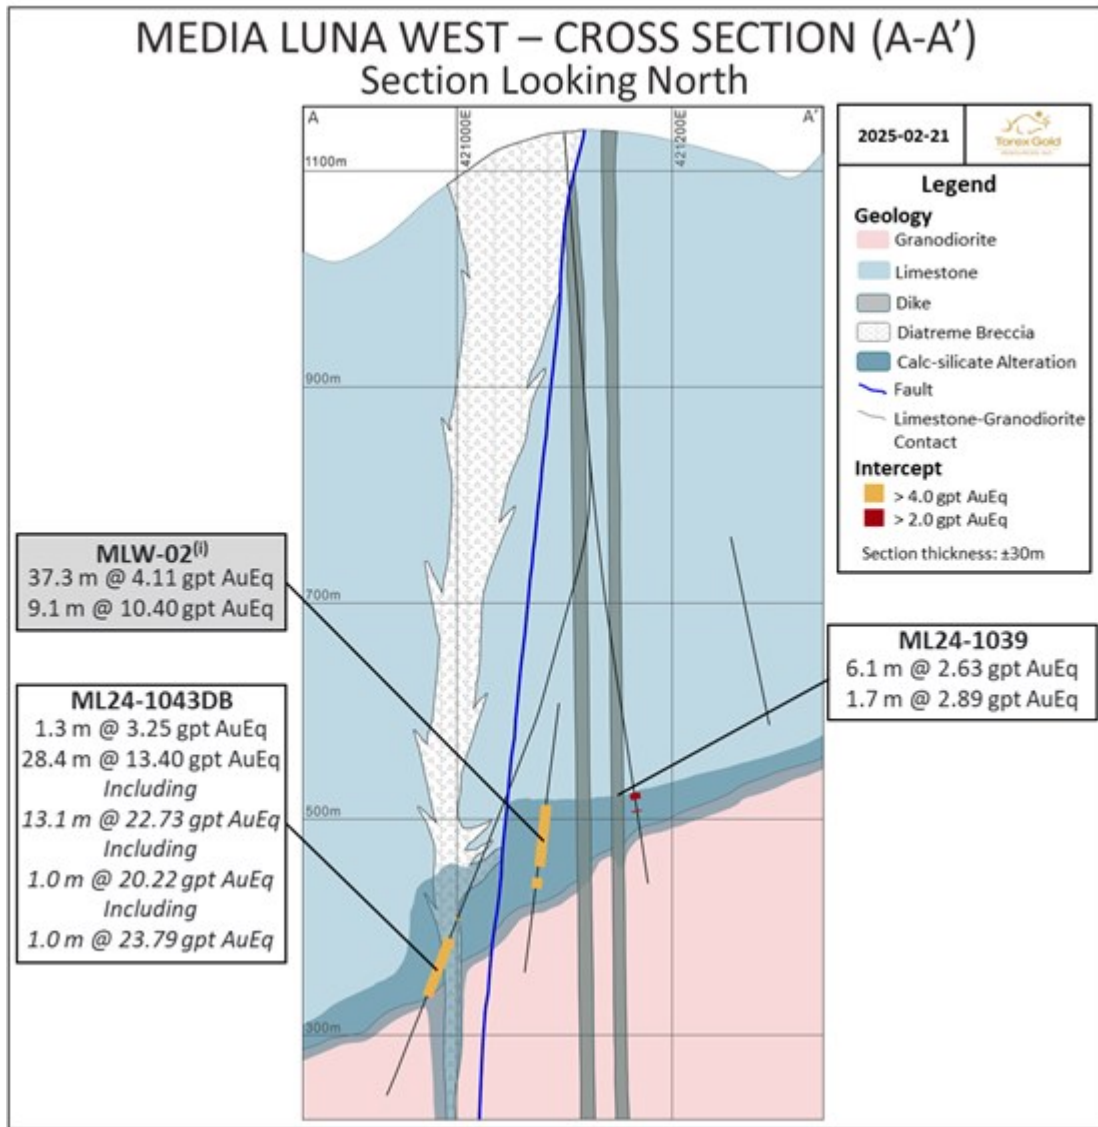 MEDIA LUNA WEST – CROSS SECTION (A-A’)
Section Looking North
A
421000E
421200E
A'
1100m
900m
700m
500m
300m
2025-02-21
Torex Gold
Legend
Geology
Granodiorite
Limestone
Dike
Diatreme Breccia
Calc-silicate Alteration
Fault
Limestone-Granodiorite
Contact
Intercept
> 4.0 gpt AuEq
> 2.0 gpt AuEq
Section thickness: ±30m
MLW-02(i)
37.3 m @ 4.11 gpt AuEq
9.1 m @ 10.40 gpt AuEq
ML24-1043DB
1.3 m @ 3.25 gpt AuEq
28.4 m @ 13.40 gpt AuEq
Including
13.1 m @ 22.73 gpt AuEq
Including
1.0 m @ 20.22 gpt AuEq
Including
1.0 m @ 23.79 gpt AuEq
ML24-1039
6.1 m @ 2.63 gpt AuEq
1.7 m @ 2.89 gpt AuEq